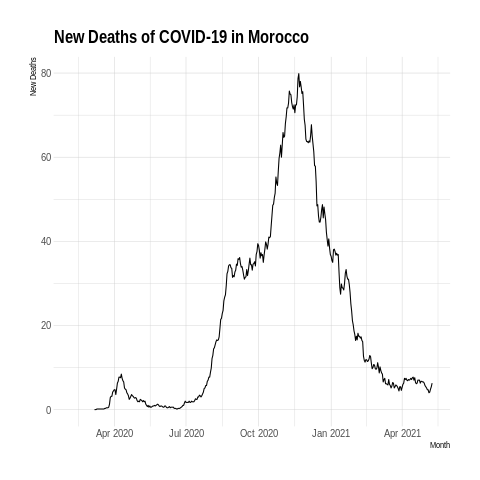 New Deaths of COVID-19 in Morocco
New Deaths
80
60
40
20
0
Apr 2020 Jul 2020 Oct 2020 Jan 2021 Apr 2021
Month